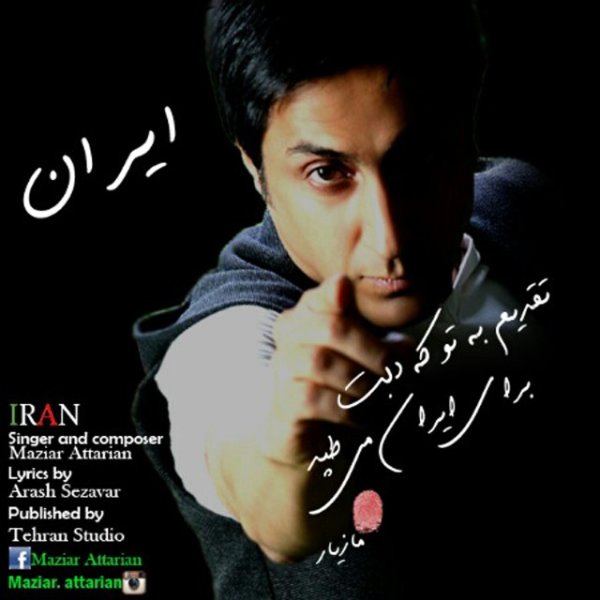 ایران
تقدیم به تو که دلت
برای ایران می طپد
مازیار
IRAN
Singer and composer
Maziar Attarian
Lyrics by
Arash Sezavar
Published by
Tehran Studio
f Maziar Attarian
Maziar. attarian